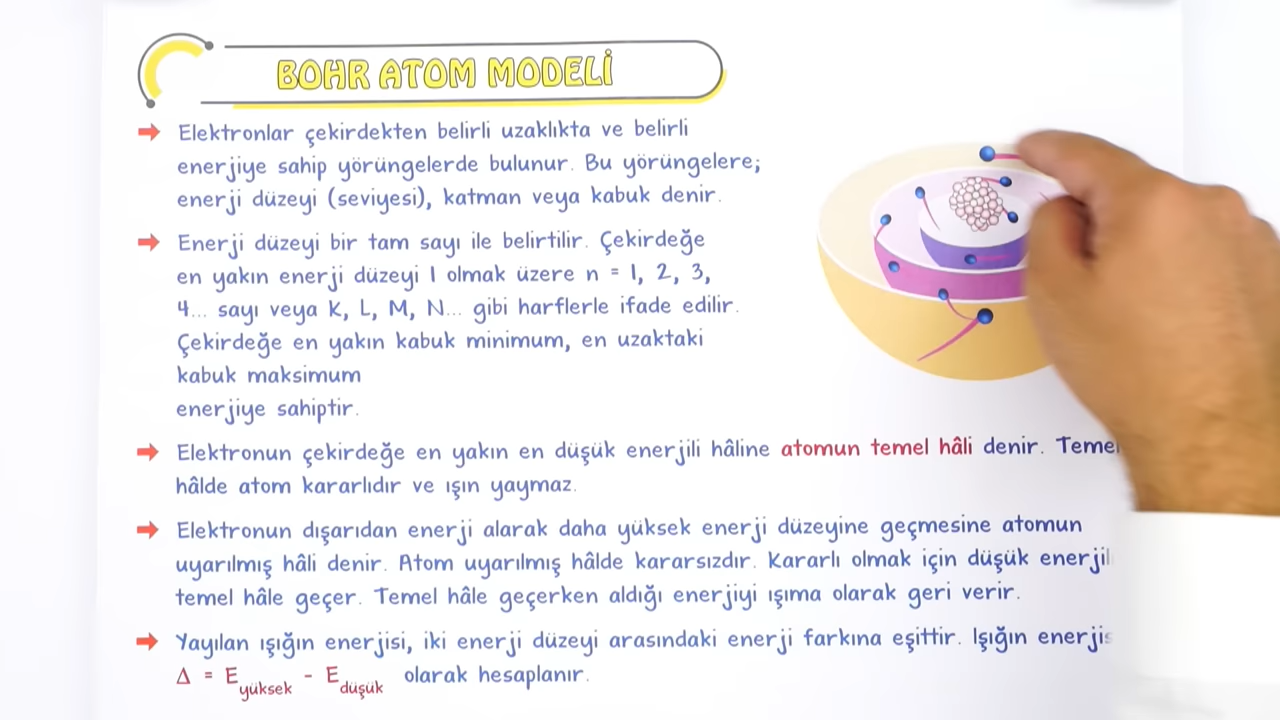 BOHR ATOM MODELİ
Elektronlar çekirdekten belirli uzaklıkta ve belirli
enerjiye sahip yörüngelerde bulunur. Bu yörüngelere;
enerji düzeyi (seviyesi), katman veya kabuk denir.
Enerji düzeyi bir tam sayı ile belirtilir. Çekirdeğe
en yakın enerji düzeyi 1 olmak üzere n = 1, 2, 3,
4... sayı veya K, L, M, N... gibi harflerle ifade edilir.
Çekirdeğe en yakın kabuk minimum, en uzaktaki
kabuk maksimum
enerjiye sahiptir.
Elektronun çekirdeğe en yakın en düşük enerjili hâline atomun temel hâli denir.
hâlde atom kararlıdır ve ışın yaymaz.
Elektronun dışarıdan enerji alarak daha yüksek enerji düzeyine geçmesine atomun
uyarılmış hâli denir. Atom uyarılmış hâlde kararsızdır. Kararlı olmak için düşük
temel hâle geçer. Temel hâle geçerken aldığı enerjiyi ışıma olarak geri verir.
Yayılan ışığın enerjisi, iki enerji düzeyi arasındaki enerji farkına eşittir. Işığın
Δ = E yüksek - E düşük olarak hesaplanır.